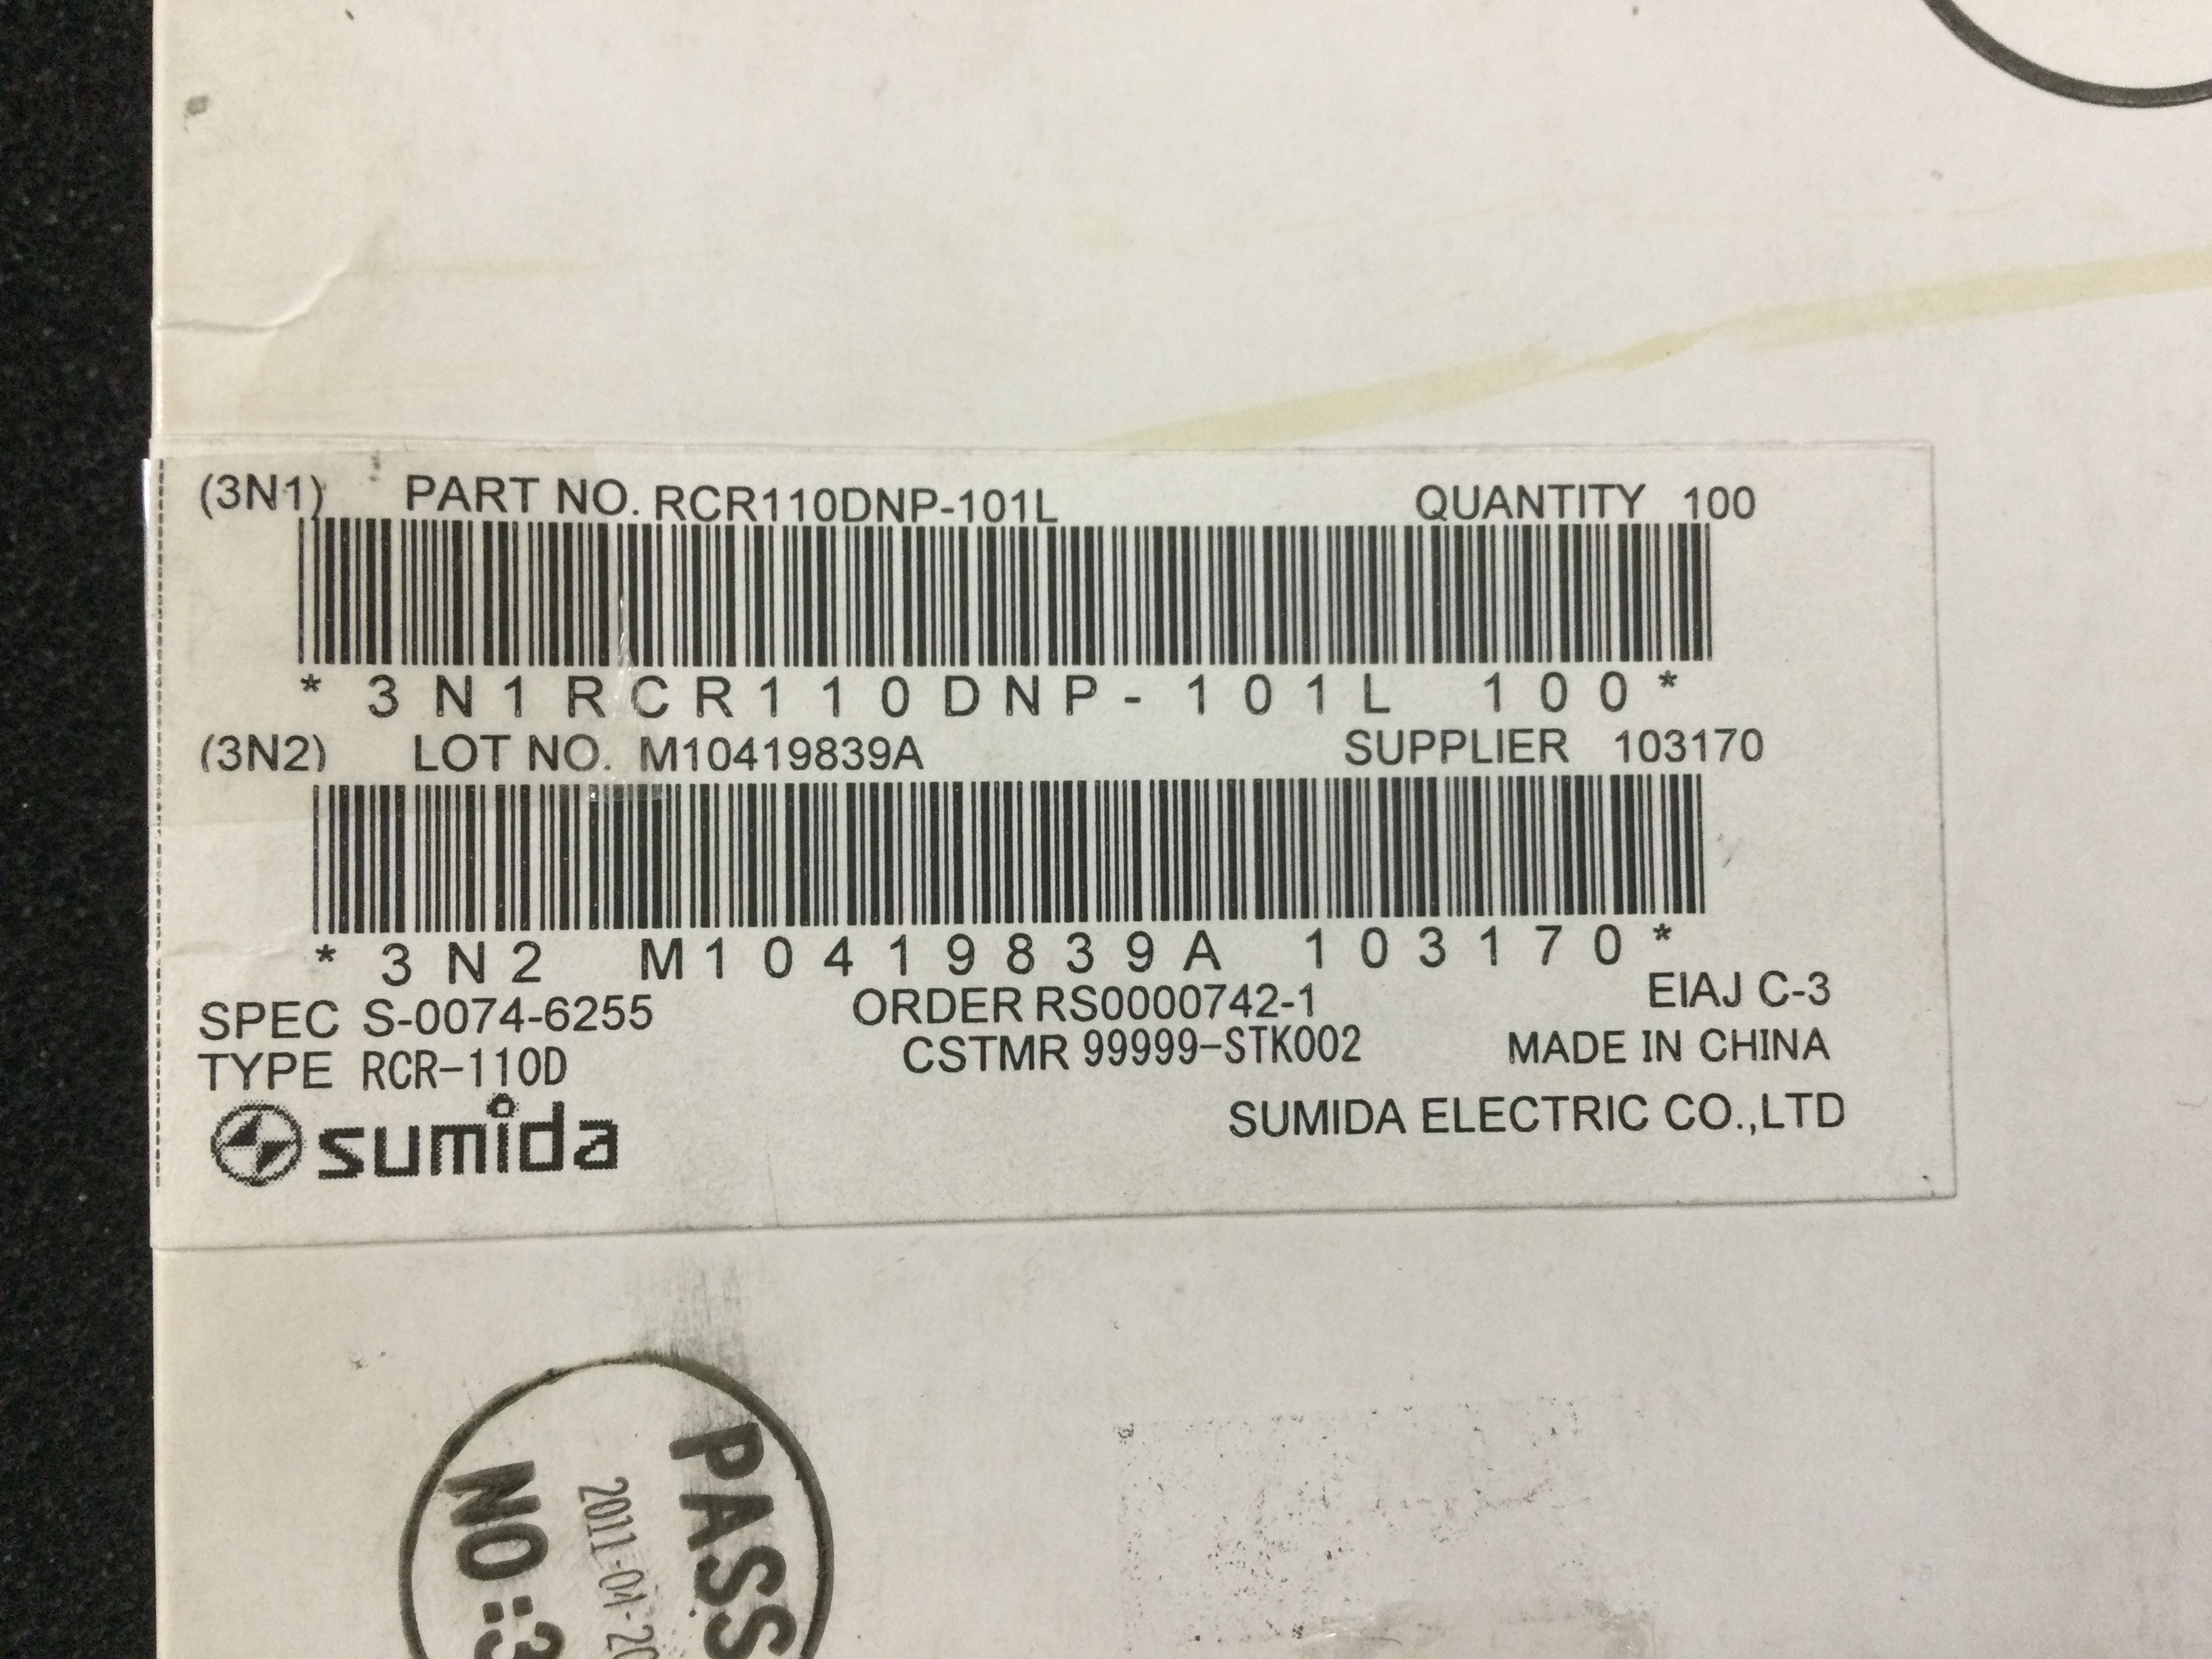 (3N1) PART NO. RCR110DNP-101L QUANTITY 100
*3N1RCR110DNP-101L 100*
(3N2) LOT NO. M10419839A SUPPLIER 103170
*3N2 M10419839A 103170*
SPEC S-0074-6255 ORDER RS0000742-1 EIAJ C-3
TYPE RCR-110D CSTMR 99999-STK002 MADE IN CHINA
sumida SUMIDA ELECTRIC CO.,LTD
PASS
2011-04-20
NO:3